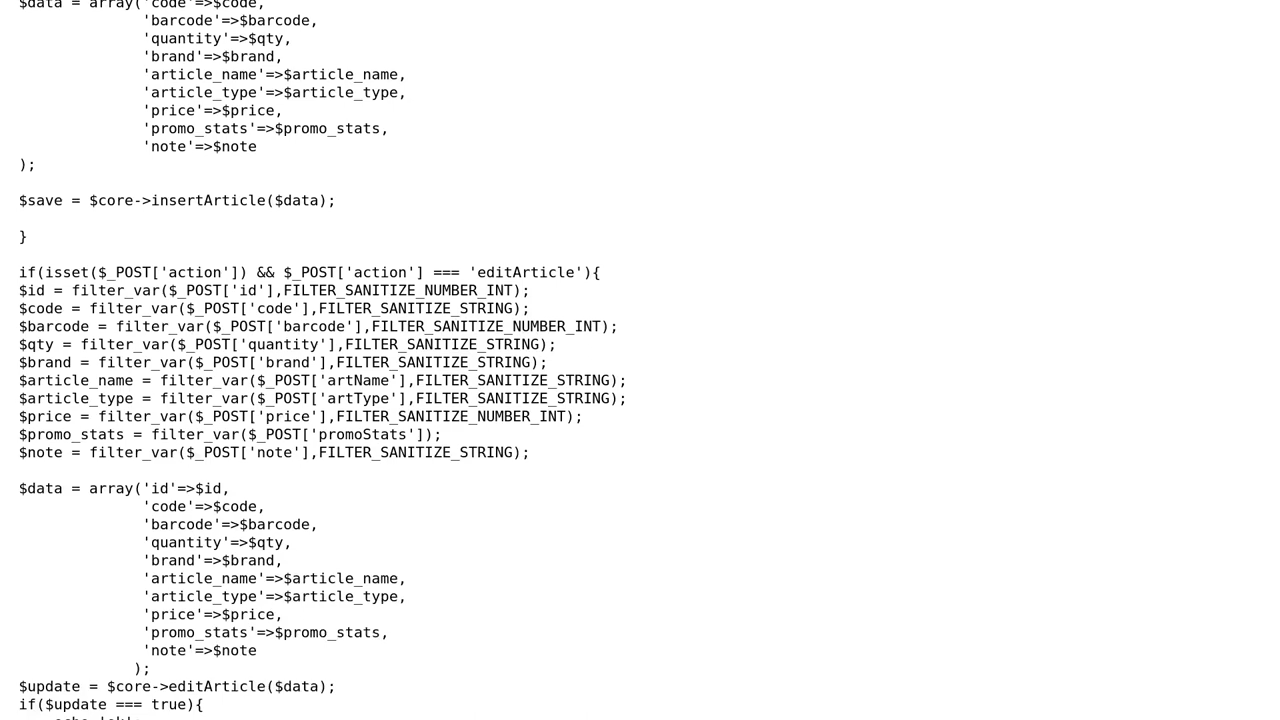 $data = array('code'=>$code,
'barcode'=>$barcode,
'quantity'=>$qty,
'brand'=>$brand,
'article_name'=>$article_name,
'article_type'=>$article_type,
'price'=>$price,
'promo_stats'=>$promo_stats,
'note'=>$note
);
$save = $core->insertArticle($data);
}
if(isset($_POST['action']) && $_POST['action'] === 'editArticle'){
$id = filter_var($_POST['id'],FILTER_SANITIZE_NUMBER_INT);
$code = filter_var($_POST['code'],FILTER_SANITIZE_STRING);
$barcode = filter_var($_POST['barcode'],FILTER_SANITIZE_NUMBER_INT);
$qty = filter_var($_POST['quantity'],FILTER_SANITIZE_STRING);
$brand = filter_var($_POST['brand'],FILTER_SANITIZE_STRING);
$article_name = filter_var($_POST['artName'],FILTER_SANITIZE_STRING);
$article_type = filter_var($_POST['artType'],FILTER_SANITIZE_STRING);
$price = filter_var($_POST['price'],FILTER_SANITIZE_NUMBER_INT);
$promo_stats = filter_var($_POST['promoStats']);
$note = filter_var($_POST['note'],FILTER_SANITIZE_STRING);
$data = array('id'=>$id,
'code'=>$code,
'barcode'=>$barcode,
'quantity'=>$qty,
'brand'=>$brand,
'article_name'=>$article_name,
'article_type'=>$article_type,
'price'=>$price,
'promo_stats'=>$promo_stats,
'note'=>$note
);
$update = $core->editArticle($data);
if($update === true){